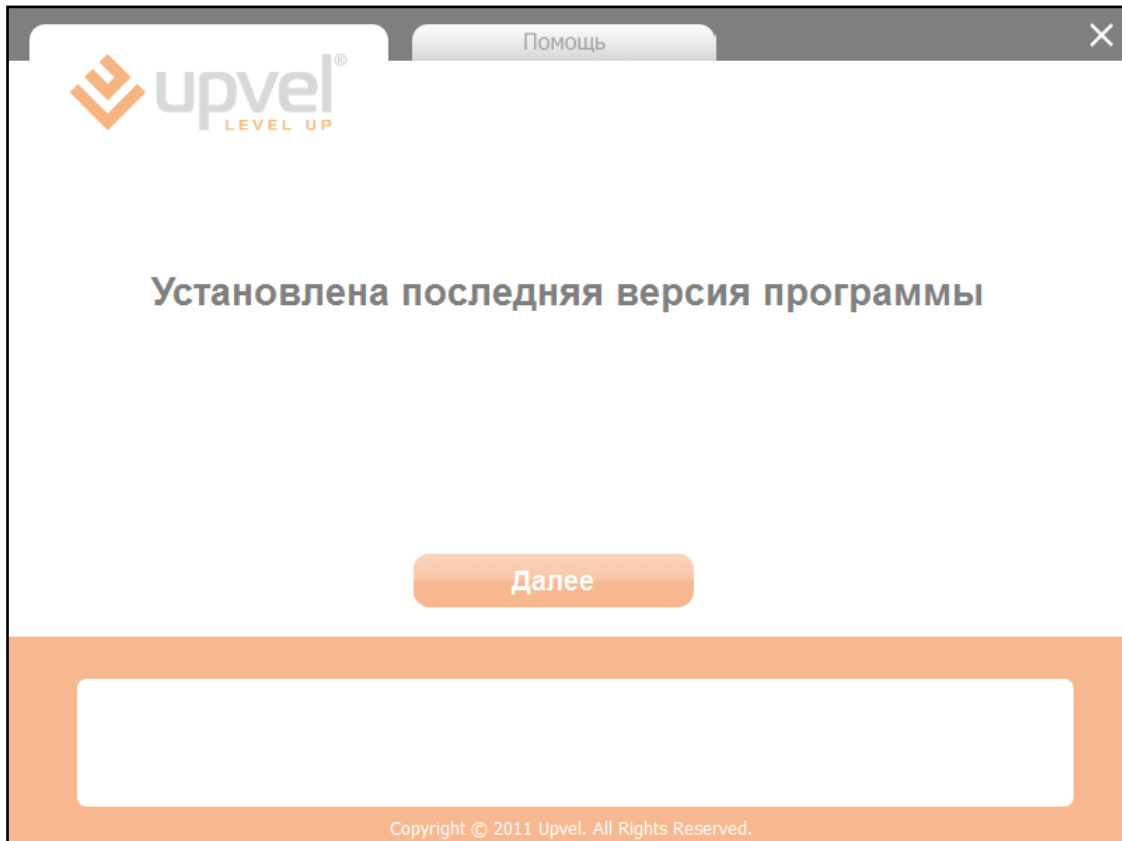 Помощь
upvel®
LEVEL UP
Установлена последняя версия программы
Далее
Copyright © 2011 Upvel. All Rights Reserved.